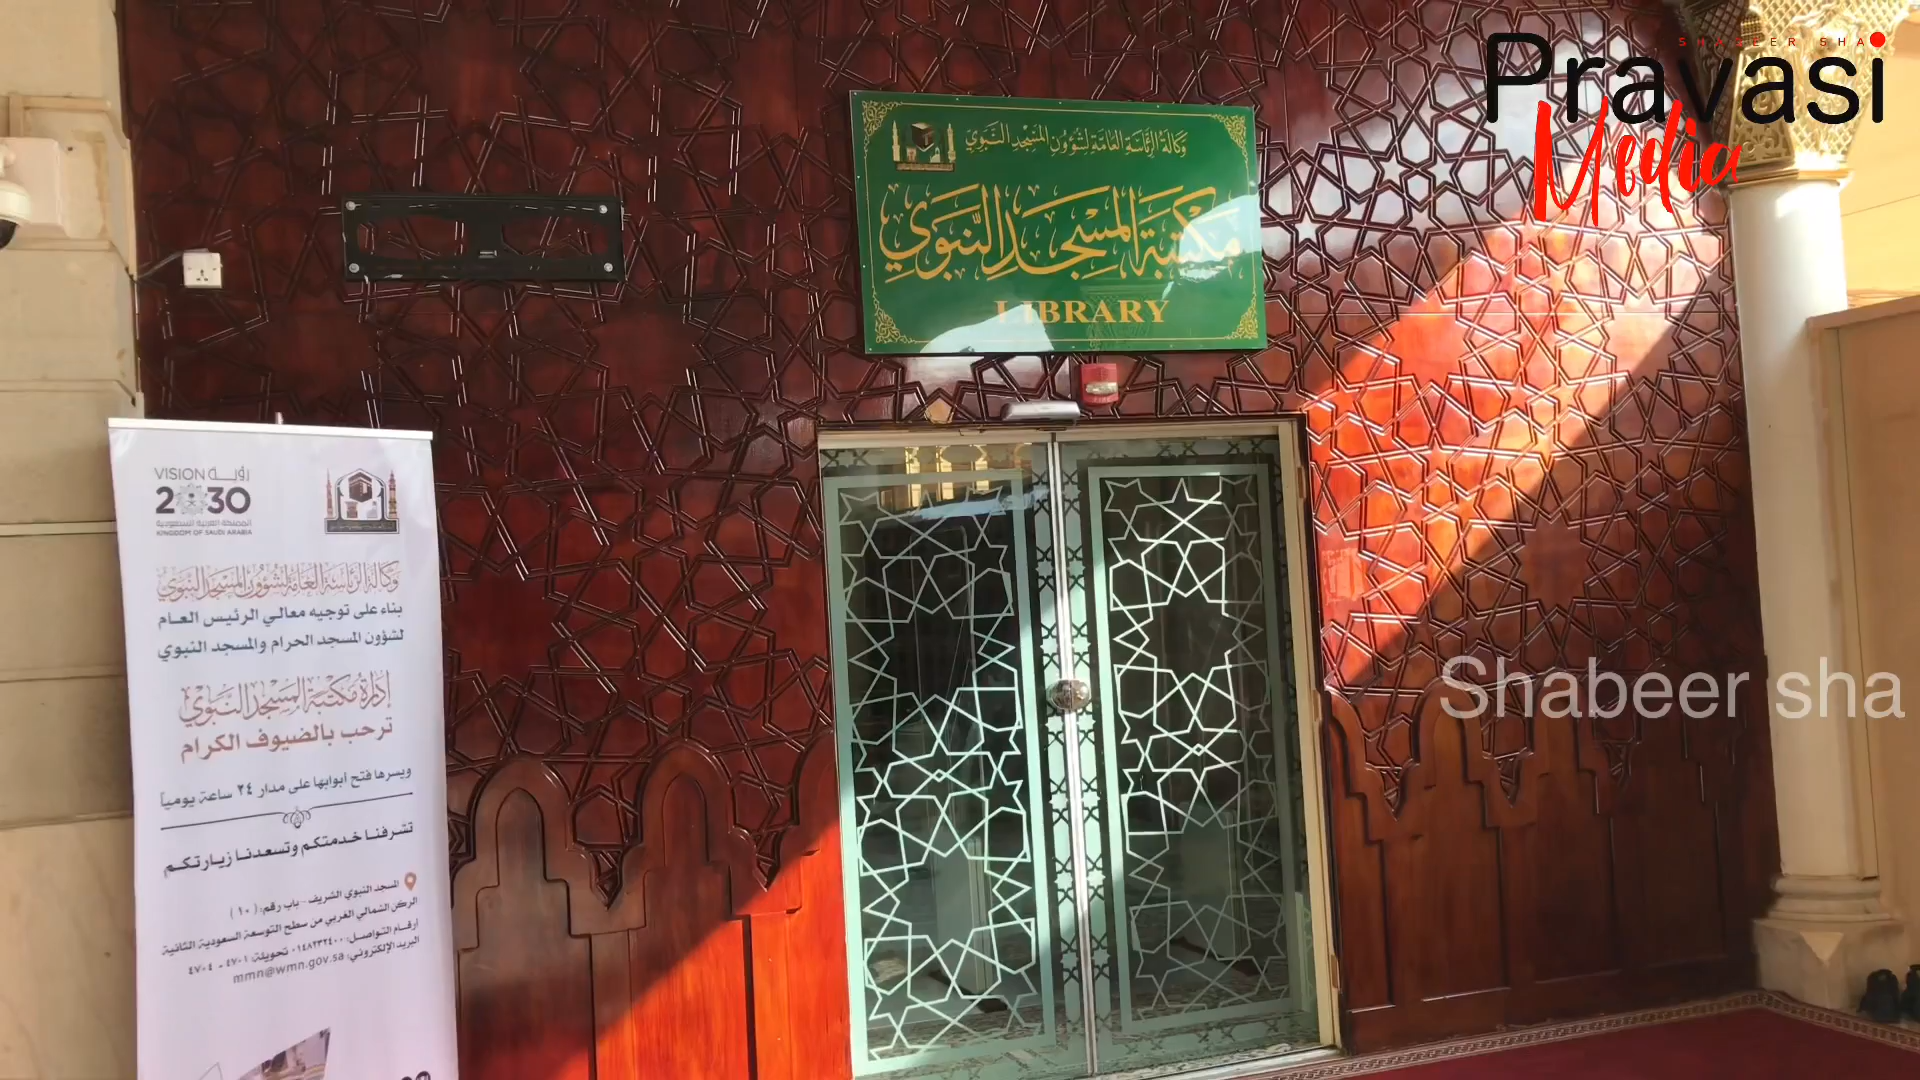 SHABEER SHA
Pravasi
Media
وكالة الرئاسة العامة لشؤون المسجد النبوي
مكتبة المسجد النبوي
LIBRARY
FIRE
VISION رؤية
2030
المملكة العربية السعودية
KINGDOM OF SAUDI ARABIA
وكالة الرئاسة العامة لشؤون المسجد النبوي
بناء على توجيه معالي الرئيس العـام
لشؤون المسجد الحرام والمسجد النبوي
إدارة مكتبة المسجد النبوي
ترحب بالضيوف الكرام
ويسرها فتح أبوابها على مدار ٢٤ ساعة يومياً
تشرفنا خدمتكم وتسعدنا زيارتكم
المسجد النبوي الشريف - باب رقم: ( ١٠ )
الركن الشمالي الغربي من سطح التوسعة السعودية الثانية
أرقام التواصل: ٠١٤٨٢٣٢٤٠٠ تحويلة: ٤٧٠١ - ٤٧٠٤
البريد الإلكتروني: mmn@wmn.gov.sa
Shabeer sha